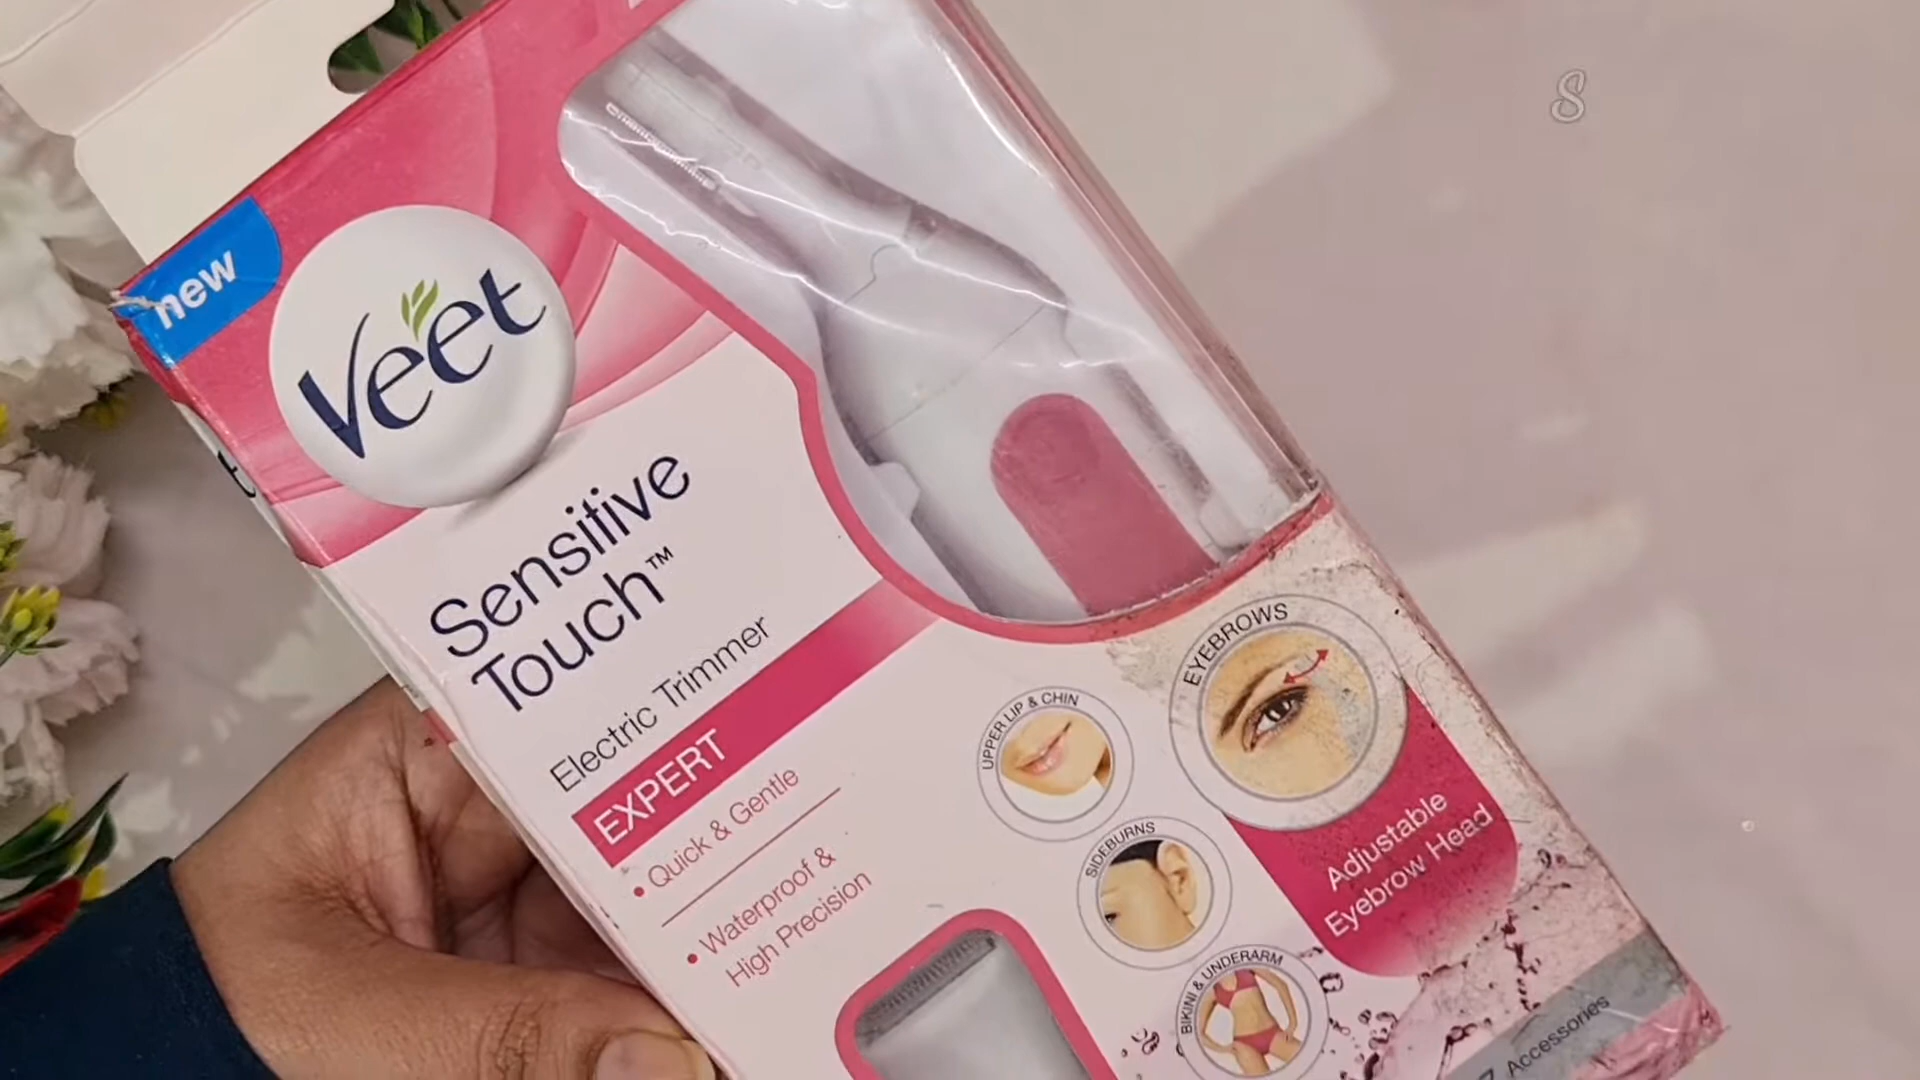 S
new
Veet
Sensitive
Touch™
Electric Trimmer
EXPERT
• Quick & Gentle
• Waterproof &
High Precision
EYEBROWS
UPPER LIP & CHIN
SIDEBURNS
BIKINI & UNDERARM
Adjustable
Eyebrow Head
7 Accessories